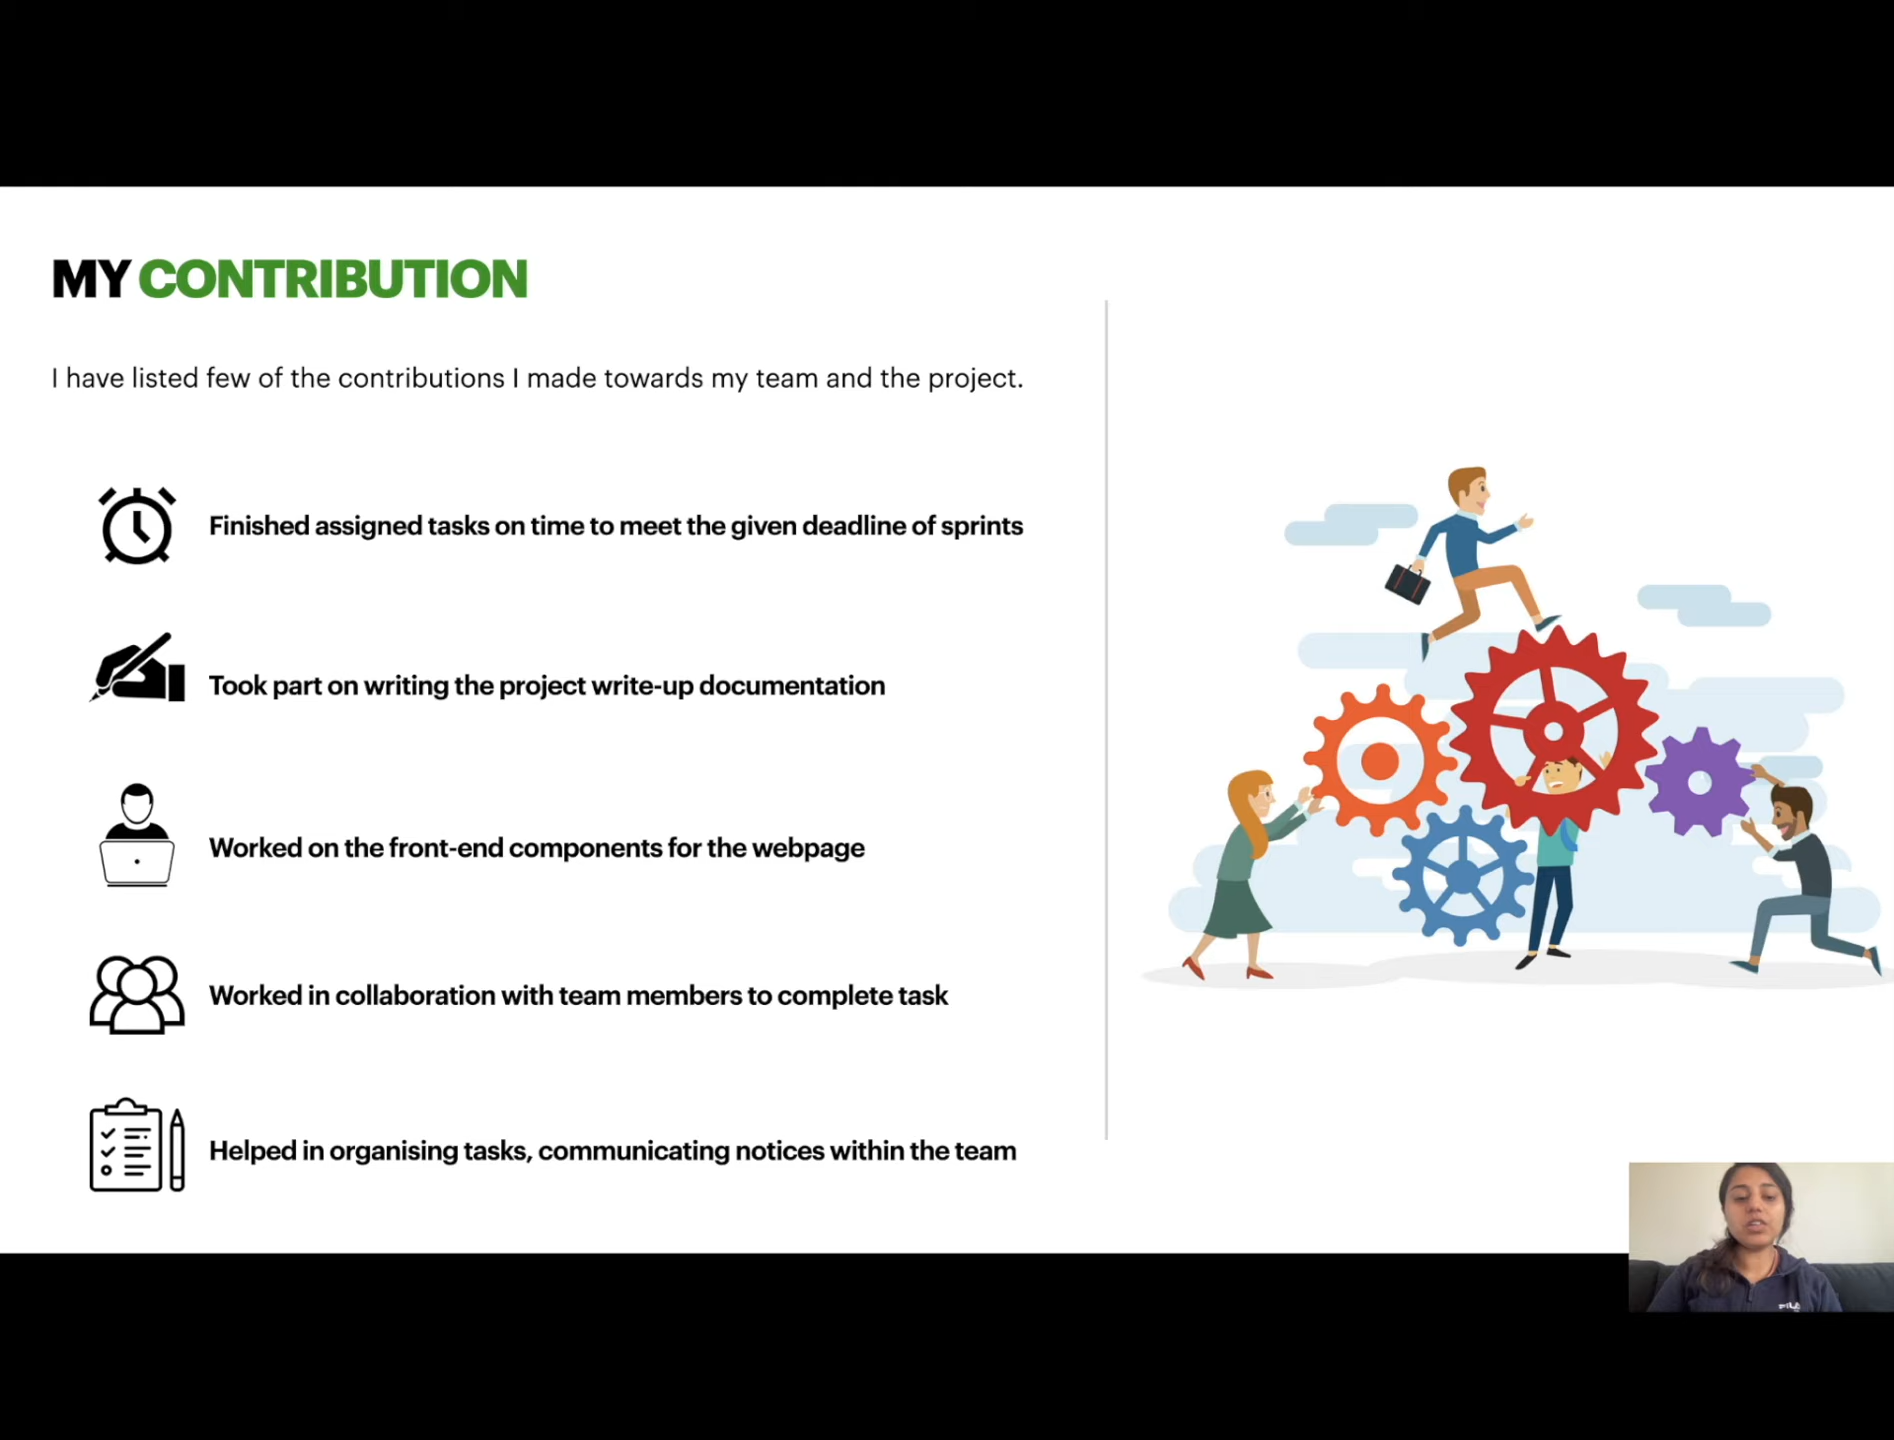 MY CONTRIBUTION
I have listed few of the contributions I made towards my team and the project.
Finished assigned tasks on time to meet the given deadline of sprints
Took part on writing the project write-up documentation
Worked on the front-end components for the webpage
Worked in collaboration with team members to complete task
Helped in organising tasks, communicating notices within the team
FILA